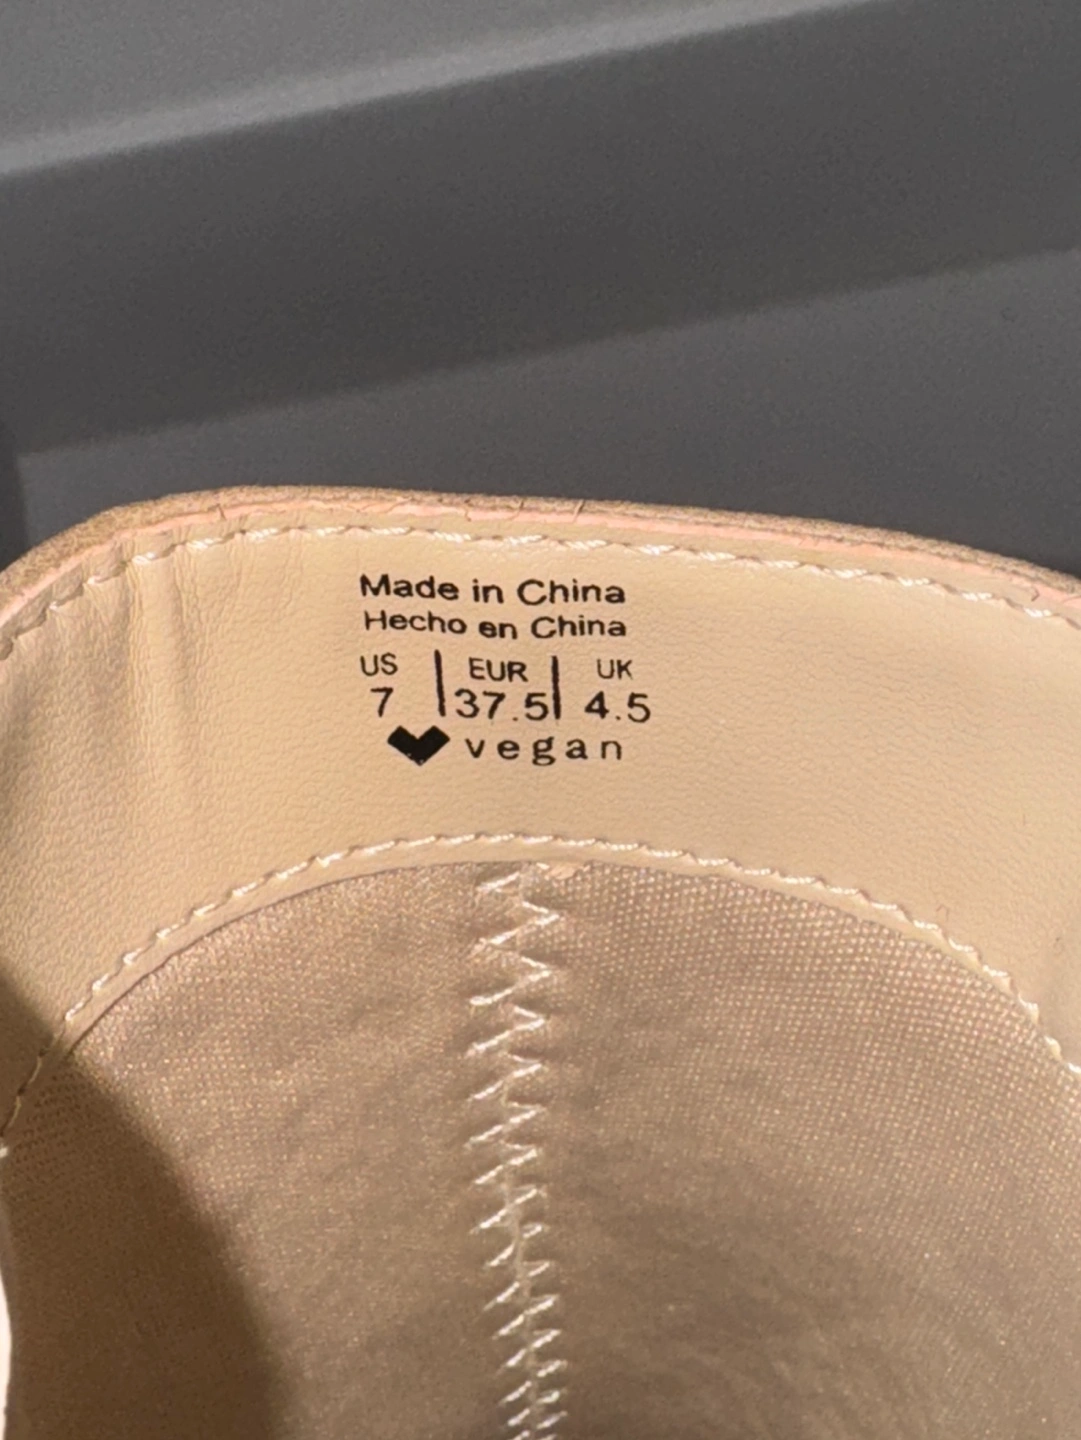 Made in China
Hecho en China
US | EUR | UK
7 | 37.5 | 4.5
vegan